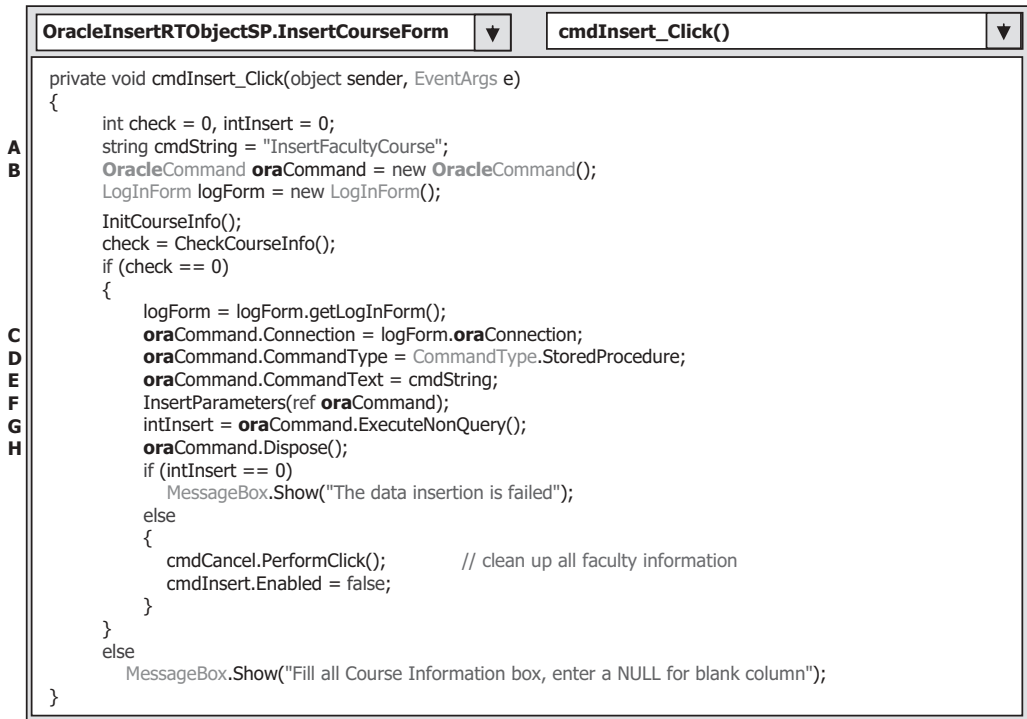 OracleInsertRTObjectSP.InsertCourseForm cmdInsert_Click()
private void cmdInsert_Click(object sender, EventArgs e)
{
int check = 0, intInsert = 0;
A string cmdString = "InsertFacultyCourse";
B OracleCommand oraCommand = new OracleCommand();
LogInForm logForm = new LogInForm();
InitCourseInfo();
check = CheckCourseInfo();
if (check == 0)
{
logForm = logForm.getLogInForm();
C oraCommand.Connection = logForm.oraConnection;
D oraCommand.CommandType = CommandType.StoredProcedure;
E oraCommand.CommandText = cmdString;
F InsertParameters(ref oraCommand);
G intInsert = oraCommand.ExecuteNonQuery();
H oraCommand.Dispose();
if (intInsert == 0)
MessageBox.Show("The data insertion is failed");
else
{
cmdCancel.PerformClick(); // clean up all faculty information
cmdInsert.Enabled = false;
}
}
else
MessageBox.Show("Fill all Course Information box, enter a NULL for blank column");
}